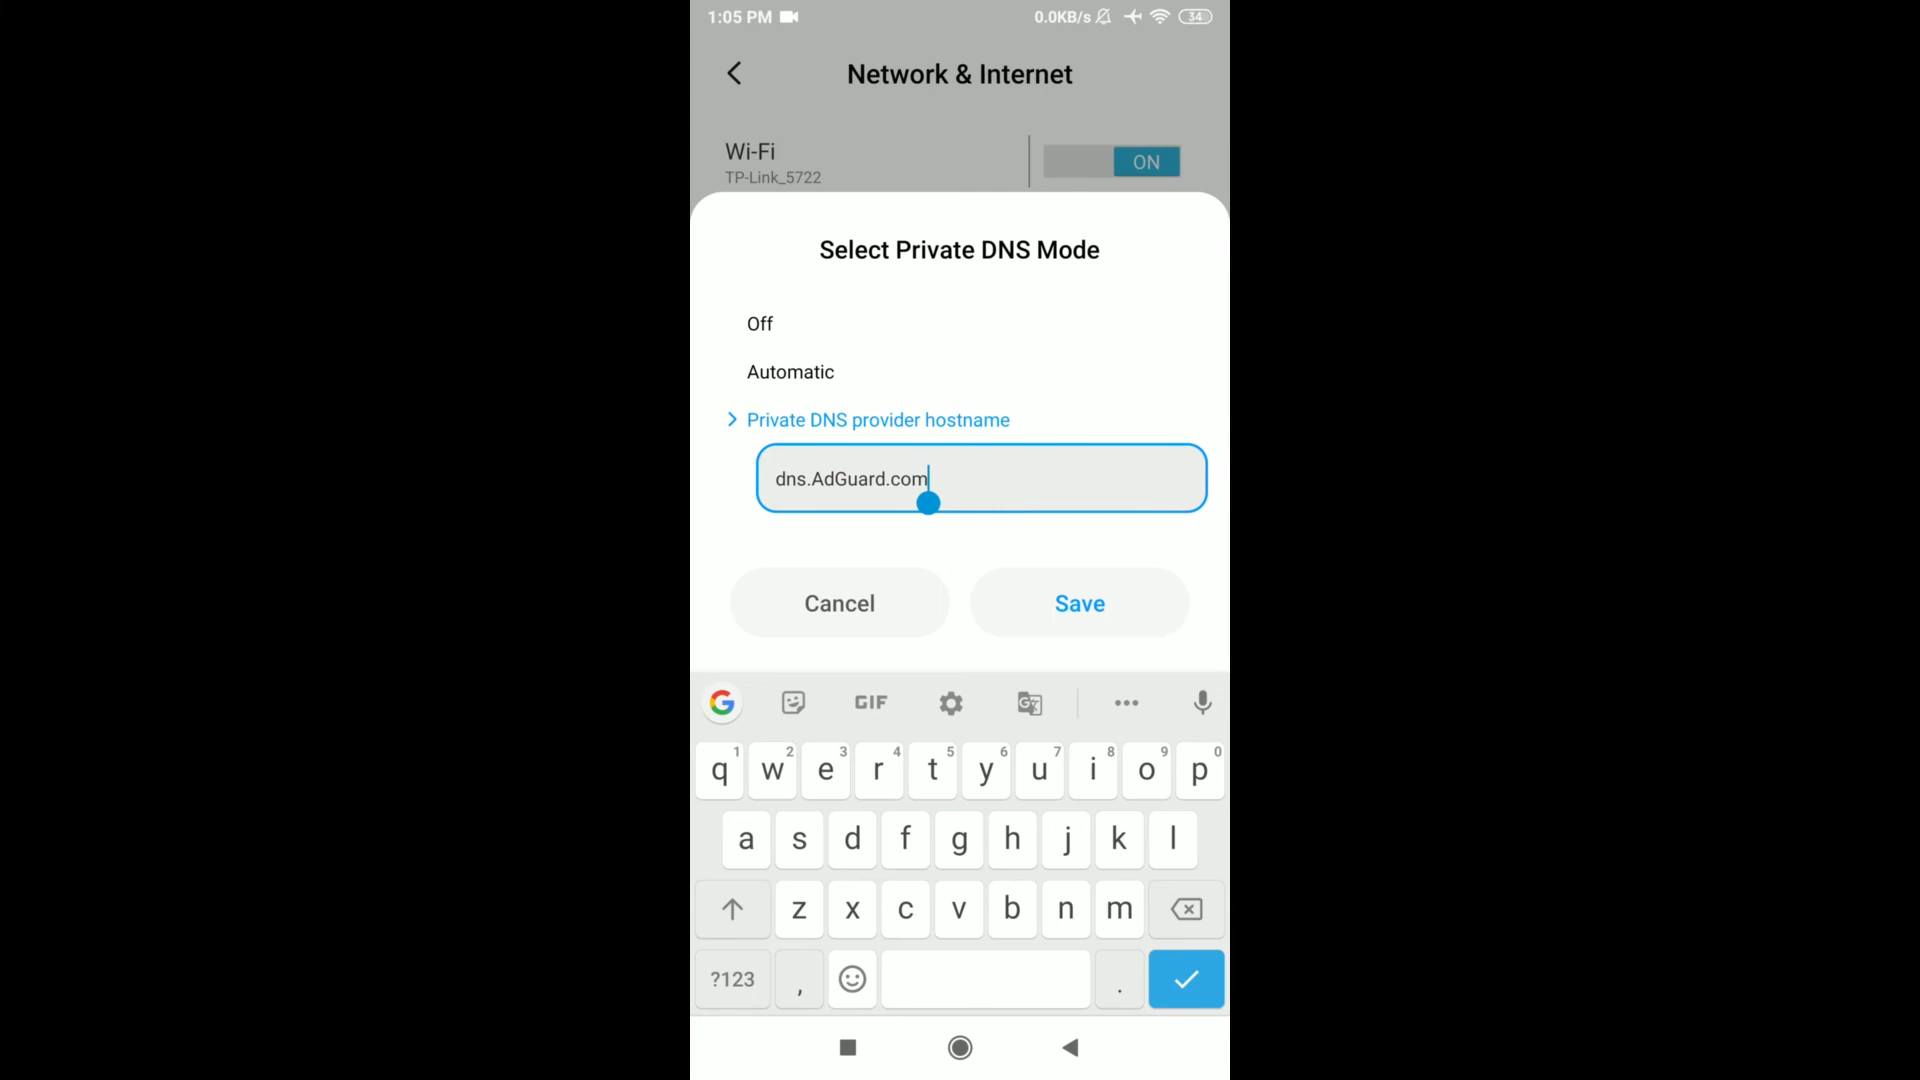 1:05 PM 0.0KB/s 34
Network & Internet
Wi-Fi
TP-Link_5722
ON
Select Private DNS Mode
Off
Automatic
Private DNS provider hostname
dns.AdGuard.com
Cancel
Save
G GIF
q 1 w 2 e 3 r 4 t 5 y 6 u 7 i 8 o 9 p 0
a s d f g h j k l
z x c v b n m
?123 , .